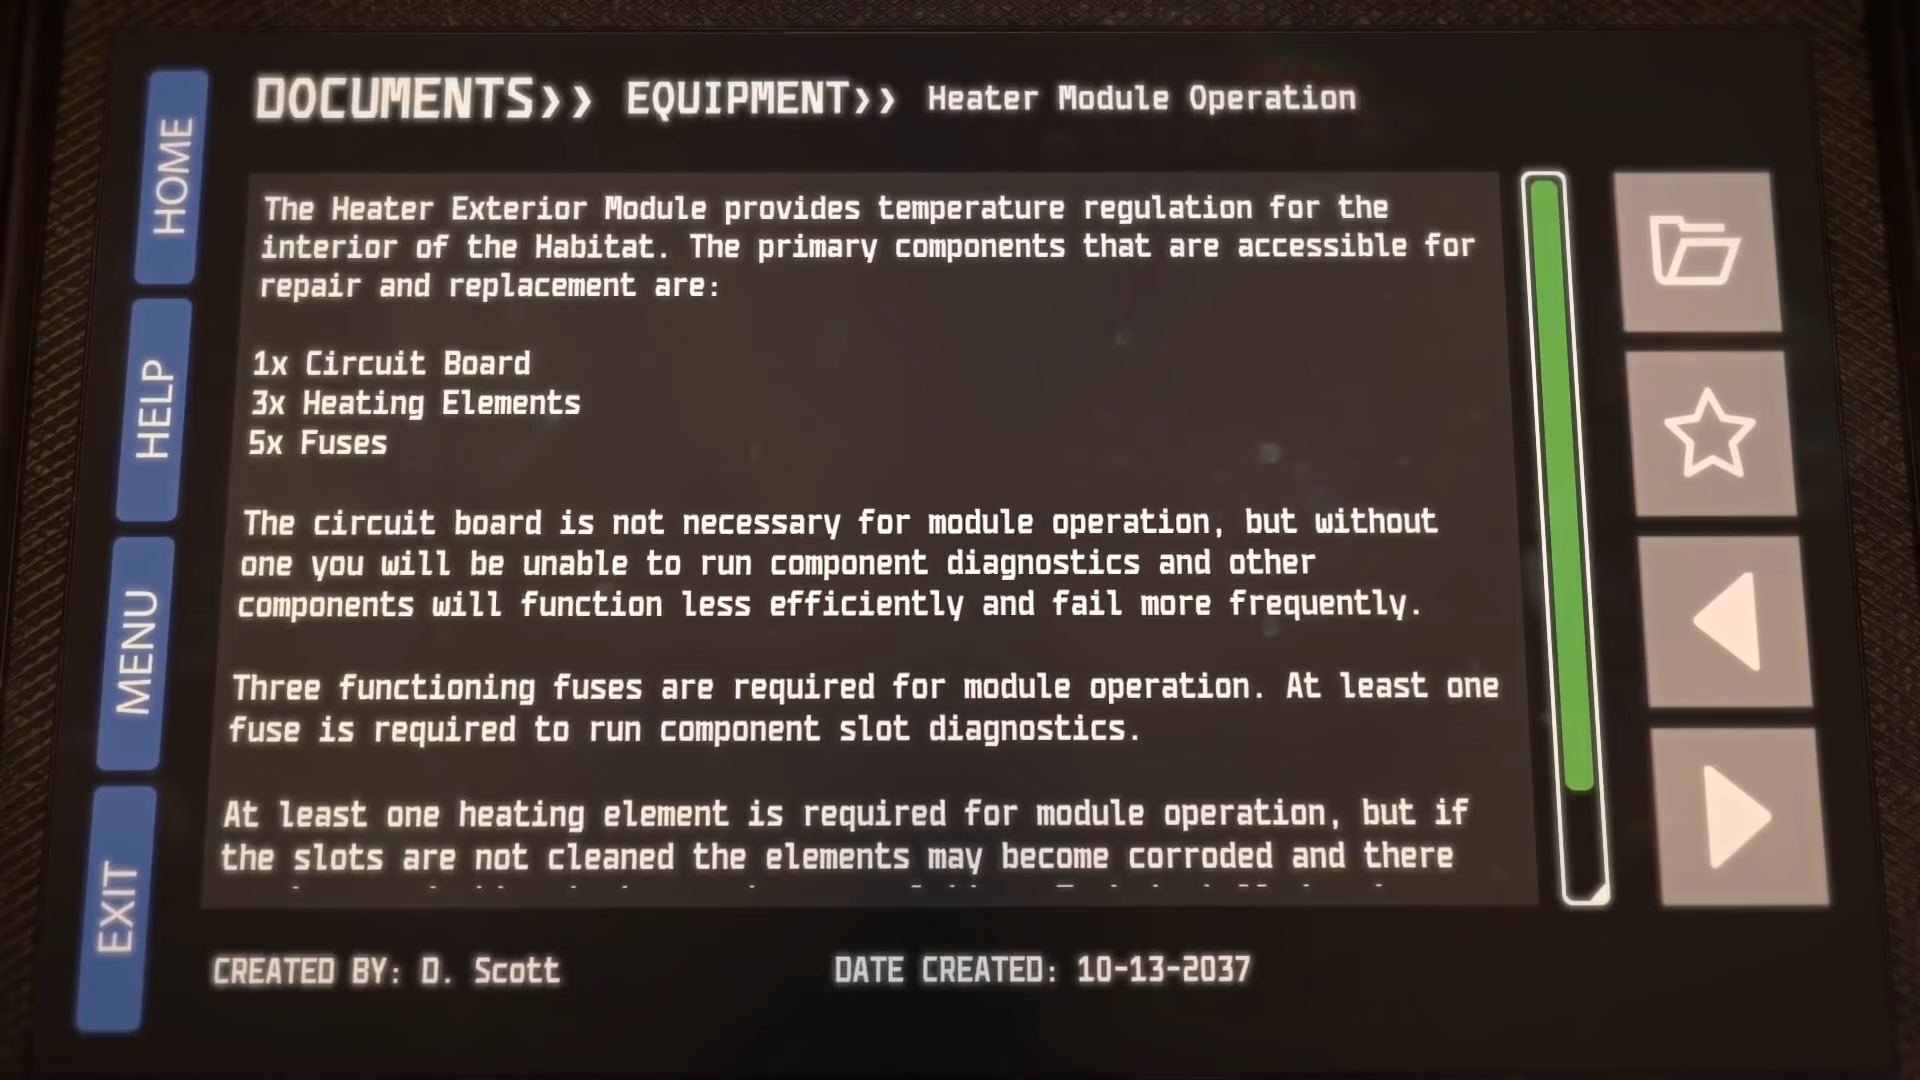 DOCUMENTS❯❯ EQUIPMENT❯❯ Heater Module Operation
HOME
HELP
MENU
EXIT
The Heater Exterior Module provides temperature regulation for the
interior of the Habitat. The primary components that are accessible for
repair and replacement are:
1x Circuit Board
3x Heating Elements
5x Fuses
The circuit board is not necessary for module operation, but without
one you will be unable to run component diagnostics and other
components will function less efficiently and fail more frequently.
Three functioning fuses are required for module operation. At least one
fuse is required to run component slot diagnostics.
At least one heating element is required for module operation, but if
the slots are not cleaned the elements may become corroded and there
CREATED BY: D. Scott
DATE CREATED: 10-13-2037